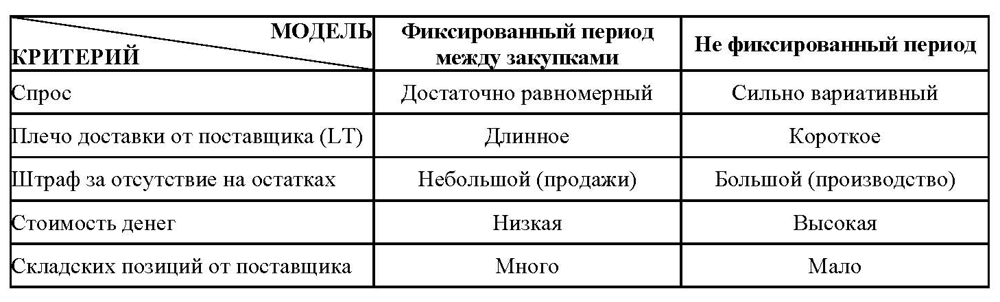 МОДЕЛЬ
КРИТЕРИЙ
Фиксированный период
между закупками
Не фиксированный период
Спрос
Достаточно равномерный
Сильно вариативный
Плечо доставки от поставщика (LT)
Длинное
Короткое
Штраф за отсутствие на остатках
Небольшой (продажи)
Большой (производство)
Стоимость денег
Низкая
Высокая
Складских позиций от поставщика
Много
Мало